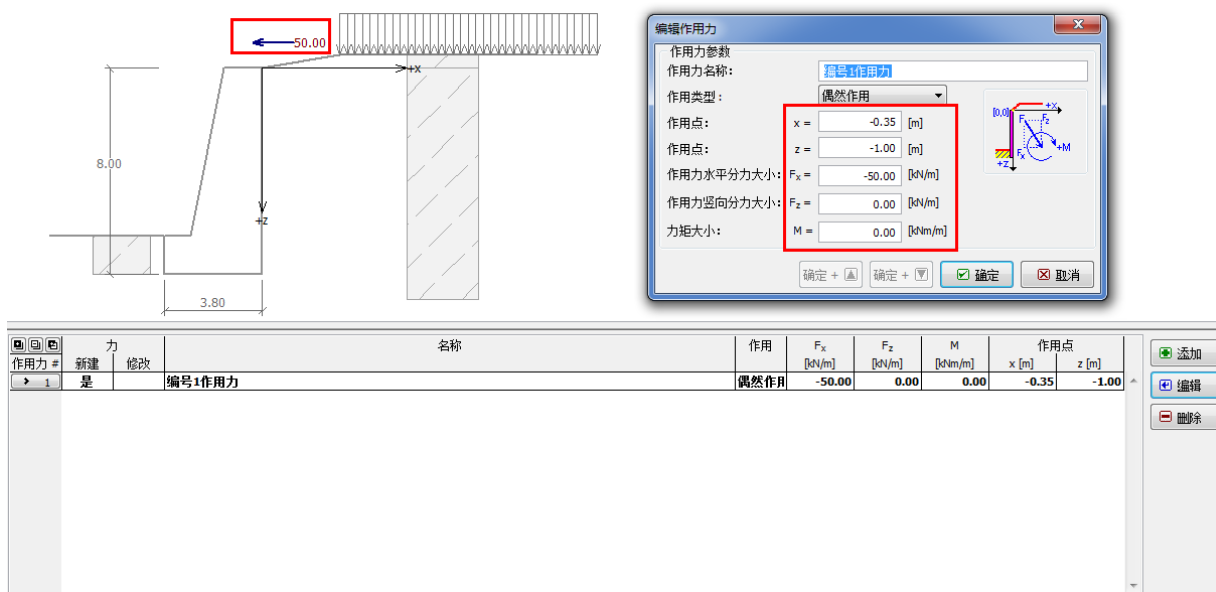 50.00
+x
8.00
+z
3.80
编辑作用力
作用力参数
作用力名称:
编号1作用力
作用类型:
偶然作用
作用点: x = -0.35 [m]
作用点: z = -1.00 [m]
作用力水平分力大小: Fx = -50.00 [kN/m]
作用力竖向分力大小: Fz = 0.00 [kN/m]
力矩大小: M = 0.00 [kNm/m]
[0,0] +X
F Fz
Fx +M
+Z
确定 + 确定 + 确定 取消
作用力 # 力 名称 作用 Fx Fz M 作用点
新建 修改 [kN/m] [kN/m] [kNm/m] x [m] z [m]
1 是 编号1作用力 偶然作用 -50.00 0.00 0.00 -0.35 -1.00
添加
编辑
删除